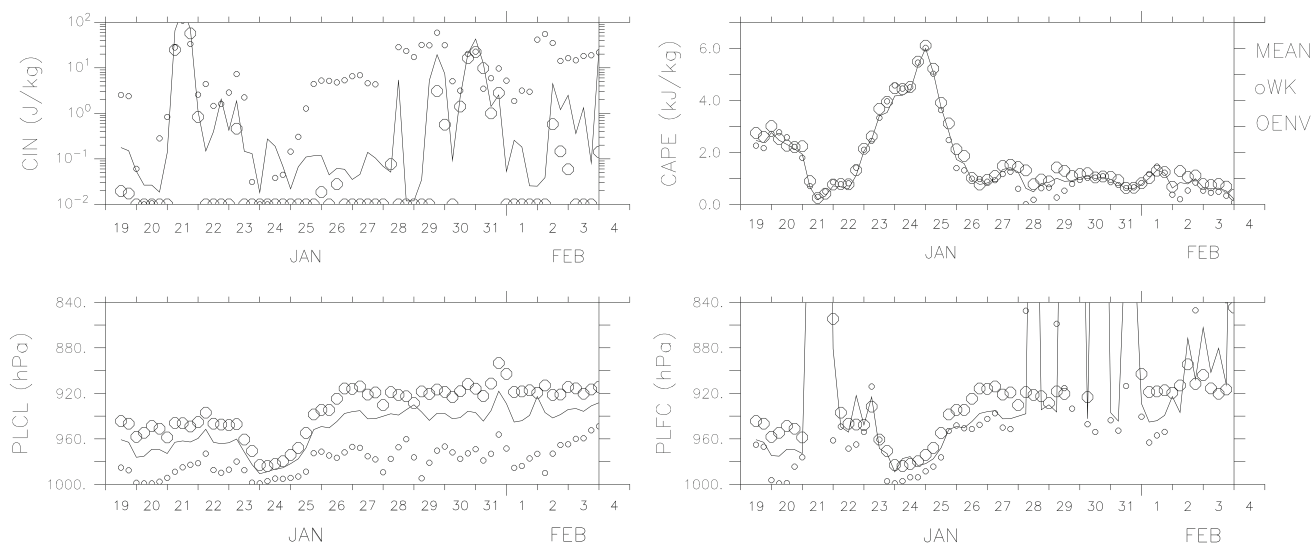 CIN (J/kg)
10²
10¹
10⁰
10⁻¹
10⁻²
19 20 21 22 23 24 25 26 27 28 29 30 31 1 2 3 4
JAN FEB
CAPE (kJ/kg)
6.0
4.0
2.0
0.0
19 20 21 22 23 24 25 26 27 28 29 30 31 1 2 3 4
JAN FEB
MEAN
oWK
OENV
PLCL (hPa)
840.
880.
920.
960.
1000.
19 20 21 22 23 24 25 26 27 28 29 30 31 1 2 3 4
JAN FEB
PLFC (hPa)
840.
880.
920.
960.
1000.
19 20 21 22 23 24 25 26 27 28 29 30 31 1 2 3 4
JAN FEB